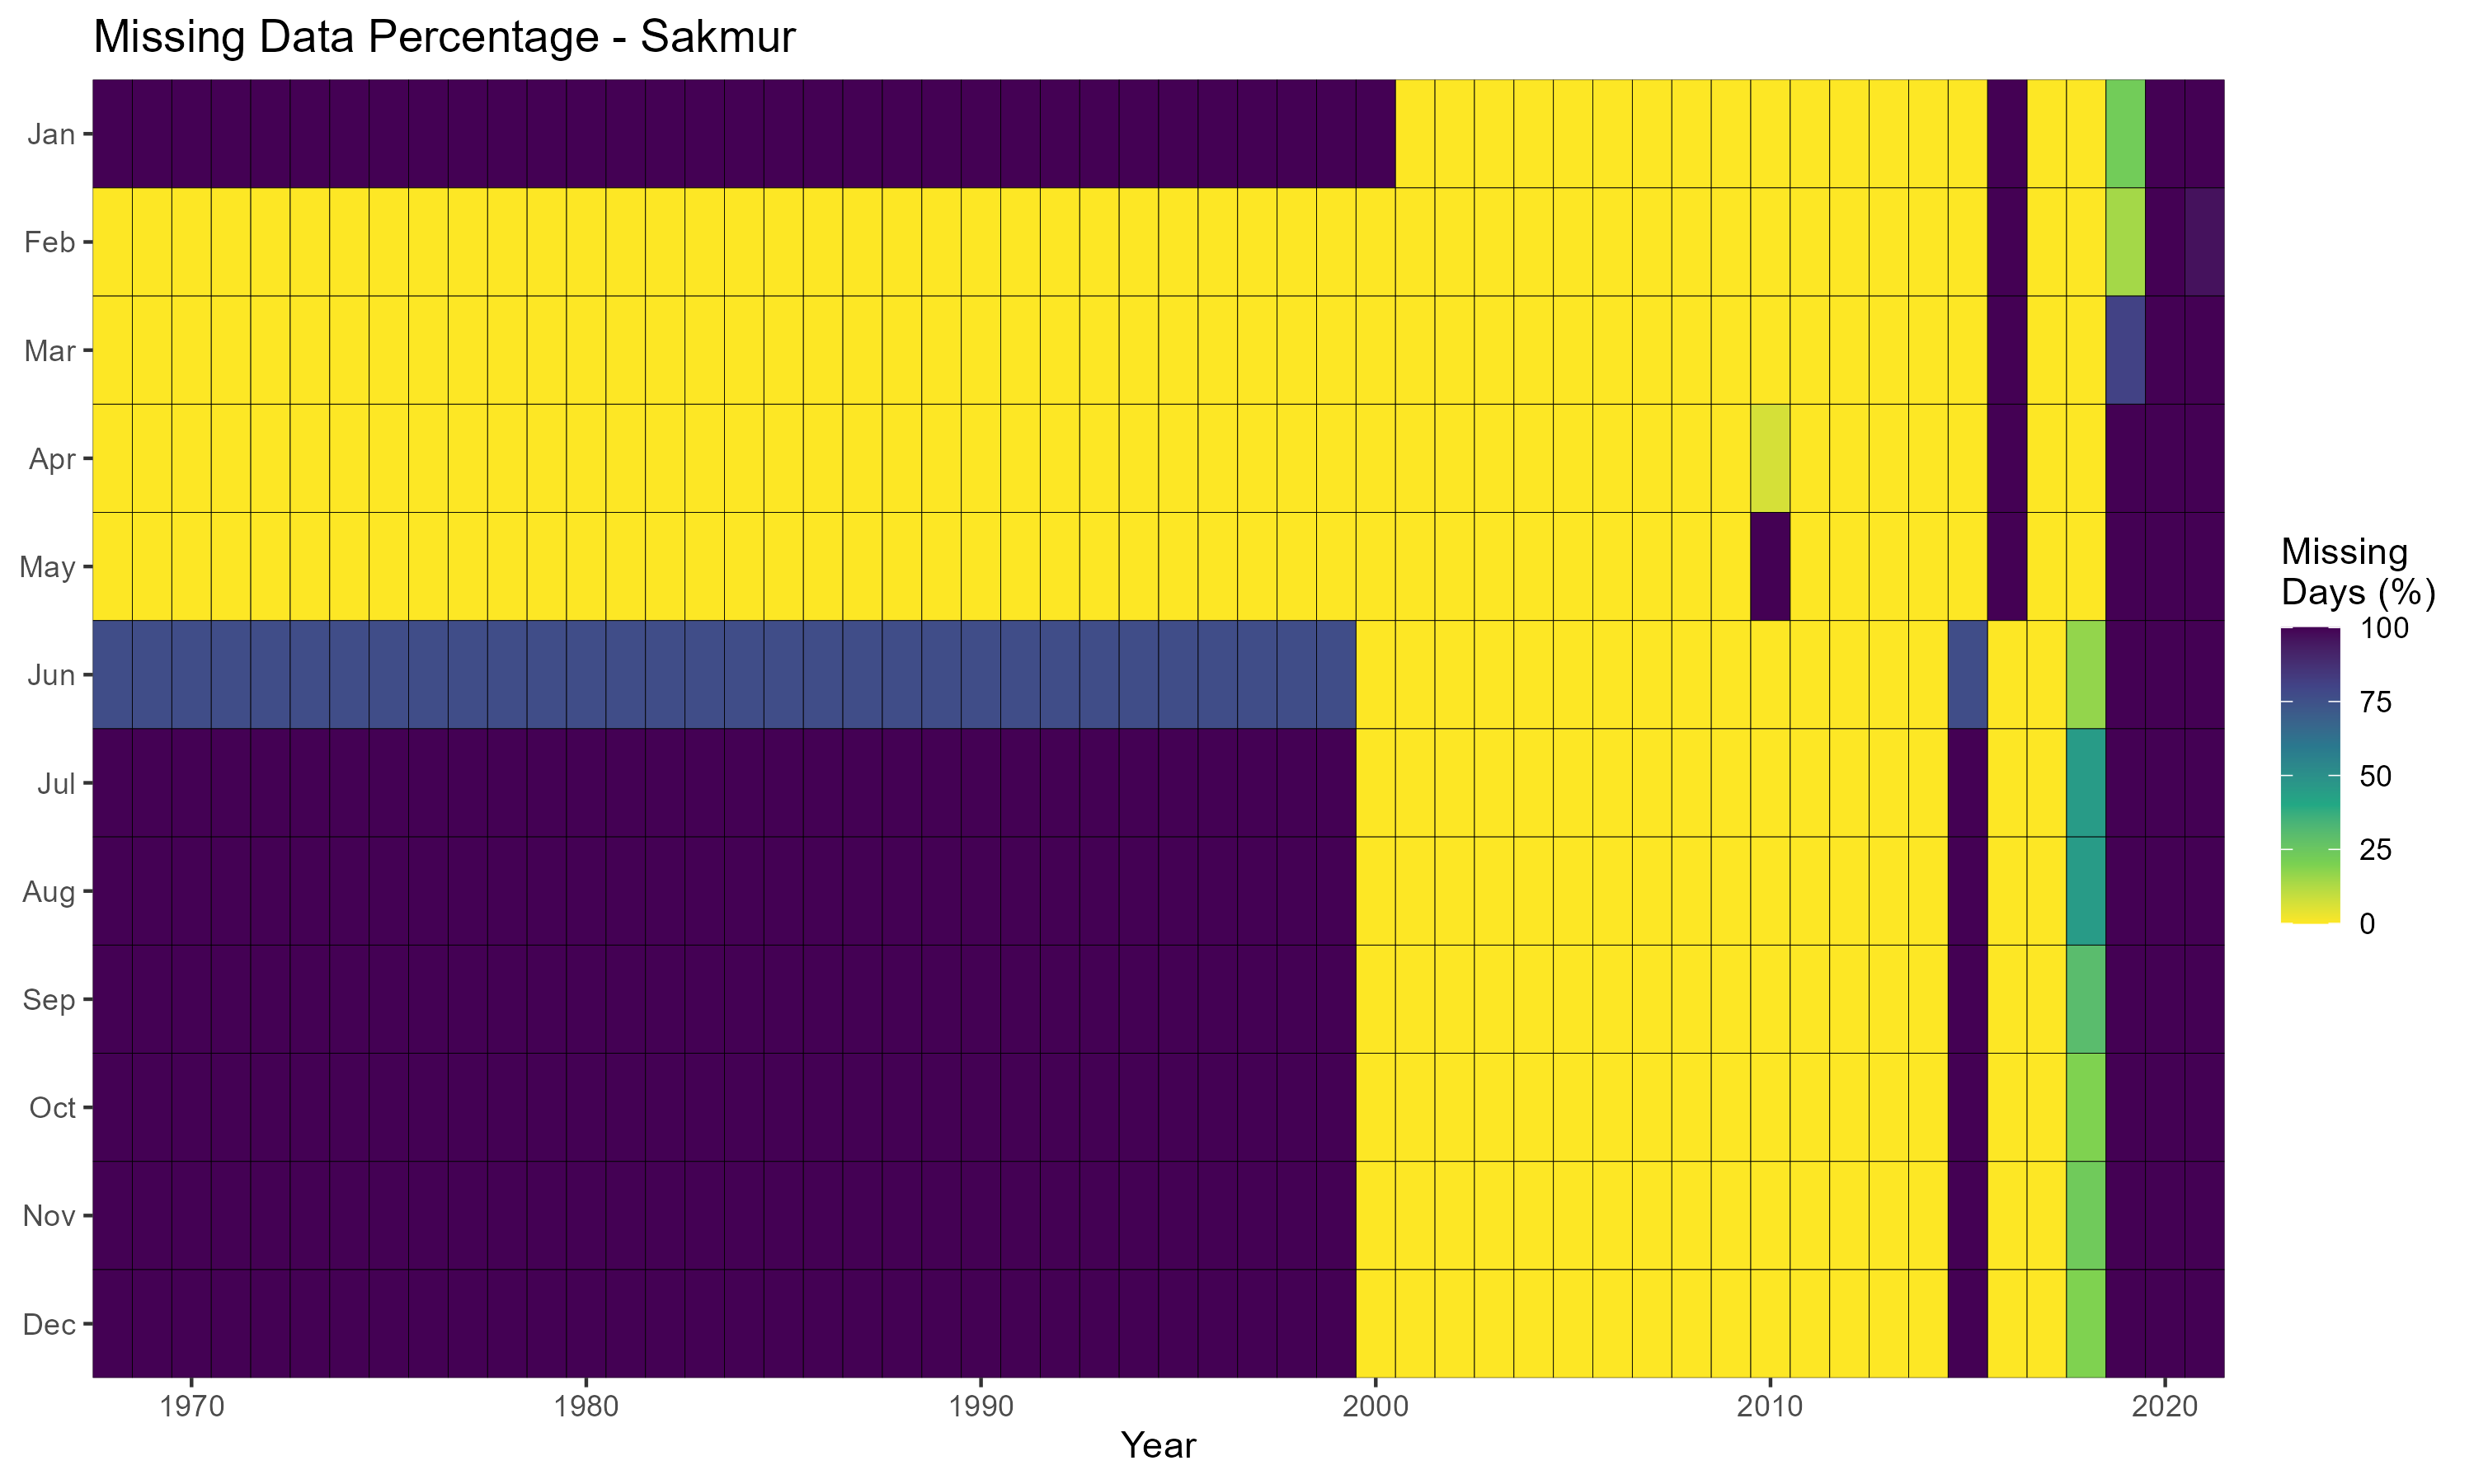 Missing Data Percentage - Sakmur
Jan
Feb
Mar
Apr
May
Jun
Jul
Aug
Sep
Oct
Nov
Dec
1970
1980
1990
2000
2010
2020
Year
Missing
Days (%)
100
75
50
25
0